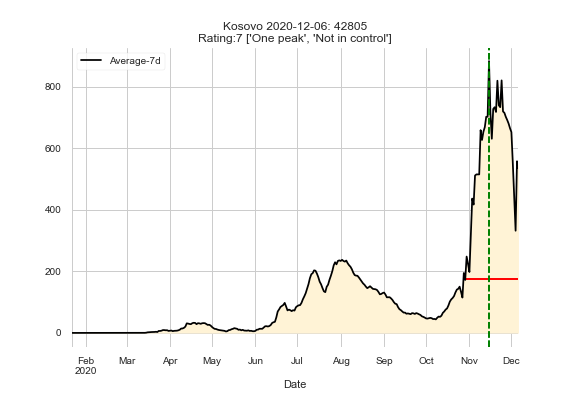 Kosovo 2020-12-06: 42805
Rating:7 ['One peak', 'Not in control']
Average-7d
800
600
400
200
0
Feb Mar Apr May Jun Jul Aug Sep Oct Nov Dec
2020
Date